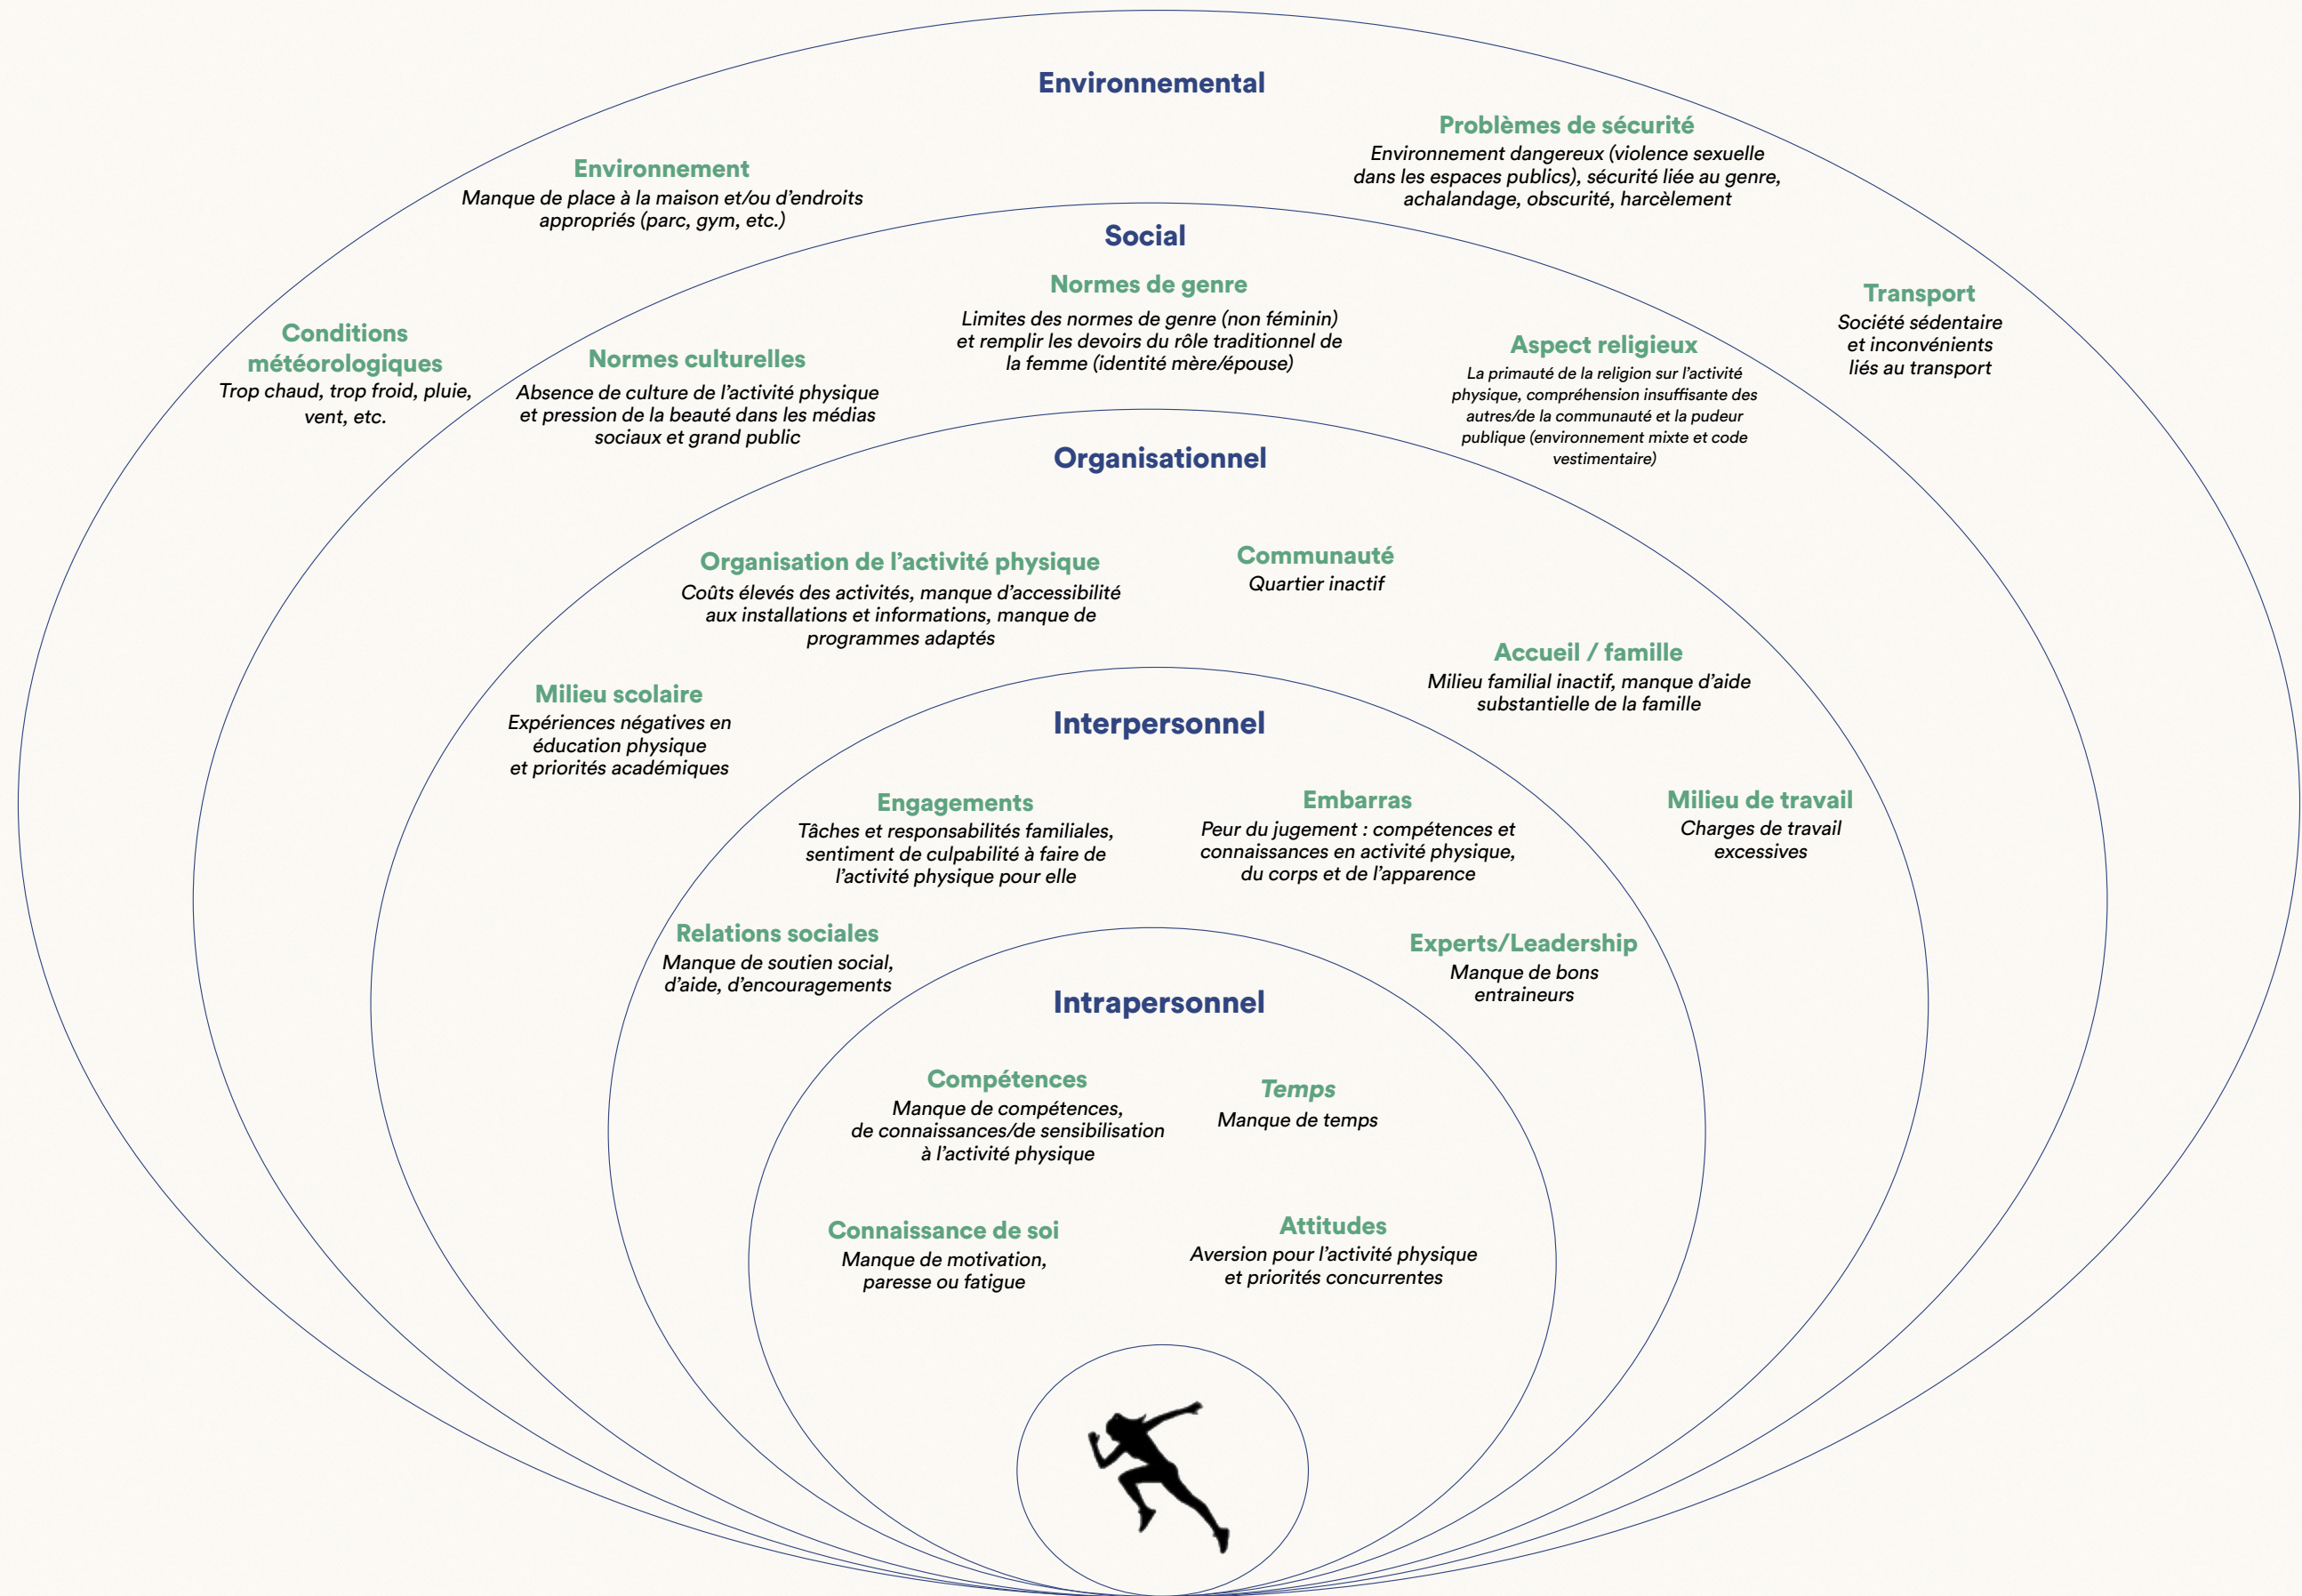 Environnemental
Environnement
Manque de place à la maison et/ou d'endroits
appropriés (parc, gym, etc.)
Problèmes de sécurité
Environnement dangereux (violence sexuelle
dans les espaces publics), sécurité liée au genre,
achalandage, obscurité, harcèlement
Conditions
météorologiques
Trop chaud, trop froid, pluie,
vent, etc.
Transport
Société sédentaire
et inconvénients
liés au transport
Social
Normes de genre
Limites des normes de genre (non féminin)
et remplir les devoirs du rôle traditionnel de
la femme (identité mère/épouse)
Normes culturelles
Absence de culture de l'activité physique
et pression de la beauté dans les médias
sociaux et grand public
Aspect religieux
La primauté de la religion sur l'activité
physique, compréhension insuffisante des
autres/de la communauté et la pudeur
publique (environnement mixte et code
vestimentaire)
Organisationnel
Organisation de l'activité physique
Coûts élevés des activités, manque d'accessibilité
aux installations et informations, manque de
programmes adaptés
Communauté
Quartier inactif
Accueil / famille
Milieu familial inactif, manque d'aide
substantielle de la famille
Milieu scolaire
Expériences négatives en
éducation physique
et priorités académiques
Milieu de travail
Charges de travail
excessives
Interpersonnel
Engagements
Tâches et responsabilités familiales,
sentiment de culpabilité à faire de
l'activité physique pour elle
Embarras
Peur du jugement : compétences et
connaissances en activité physique,
du corps et de l'apparence
Relations sociales
Manque de soutien social,
d'aide, d'encouragements
Experts/Leadership
Manque de bons
entraineurs
Intrapersonnel
Compétences
Manque de compétences,
de connaissances/de sensibilisation
à l'activité physique
Temps
Manque de temps
Connaissance de soi
Manque de motivation,
paresse ou fatigue
Attitudes
Aversion pour l'activité physique
et priorités concurrentes